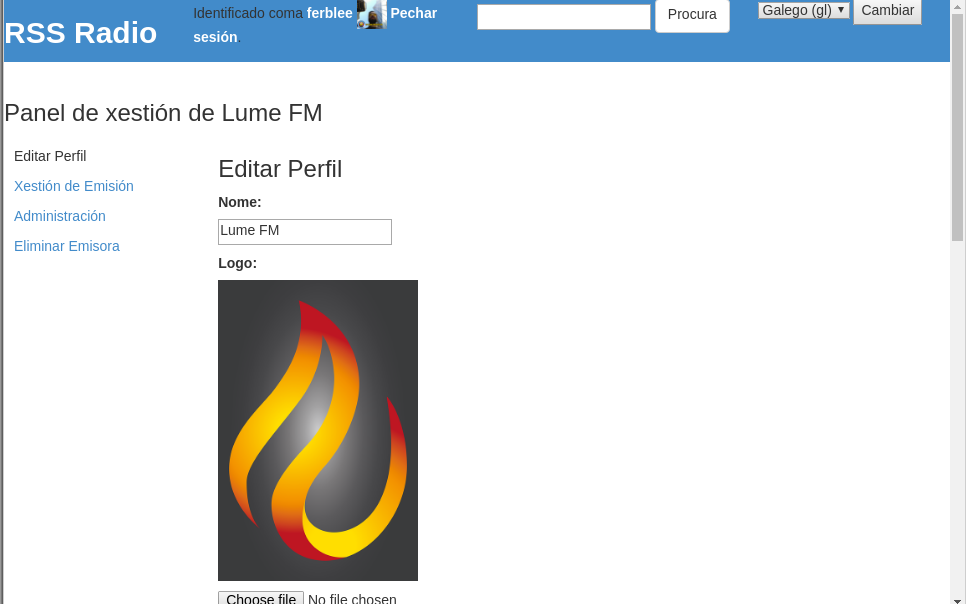 RSS Radio
Identificado coma ferblee Pechar
sesión.
Procura
Galego (gl) ▼
Cambiar
Panel de xestión de Lume FM
Editar Perfil
Xestión de Emisión
Administración
Eliminar Emisora
Editar Perfil
Nome:
Lume FM
Logo:
Choose file No file chosen